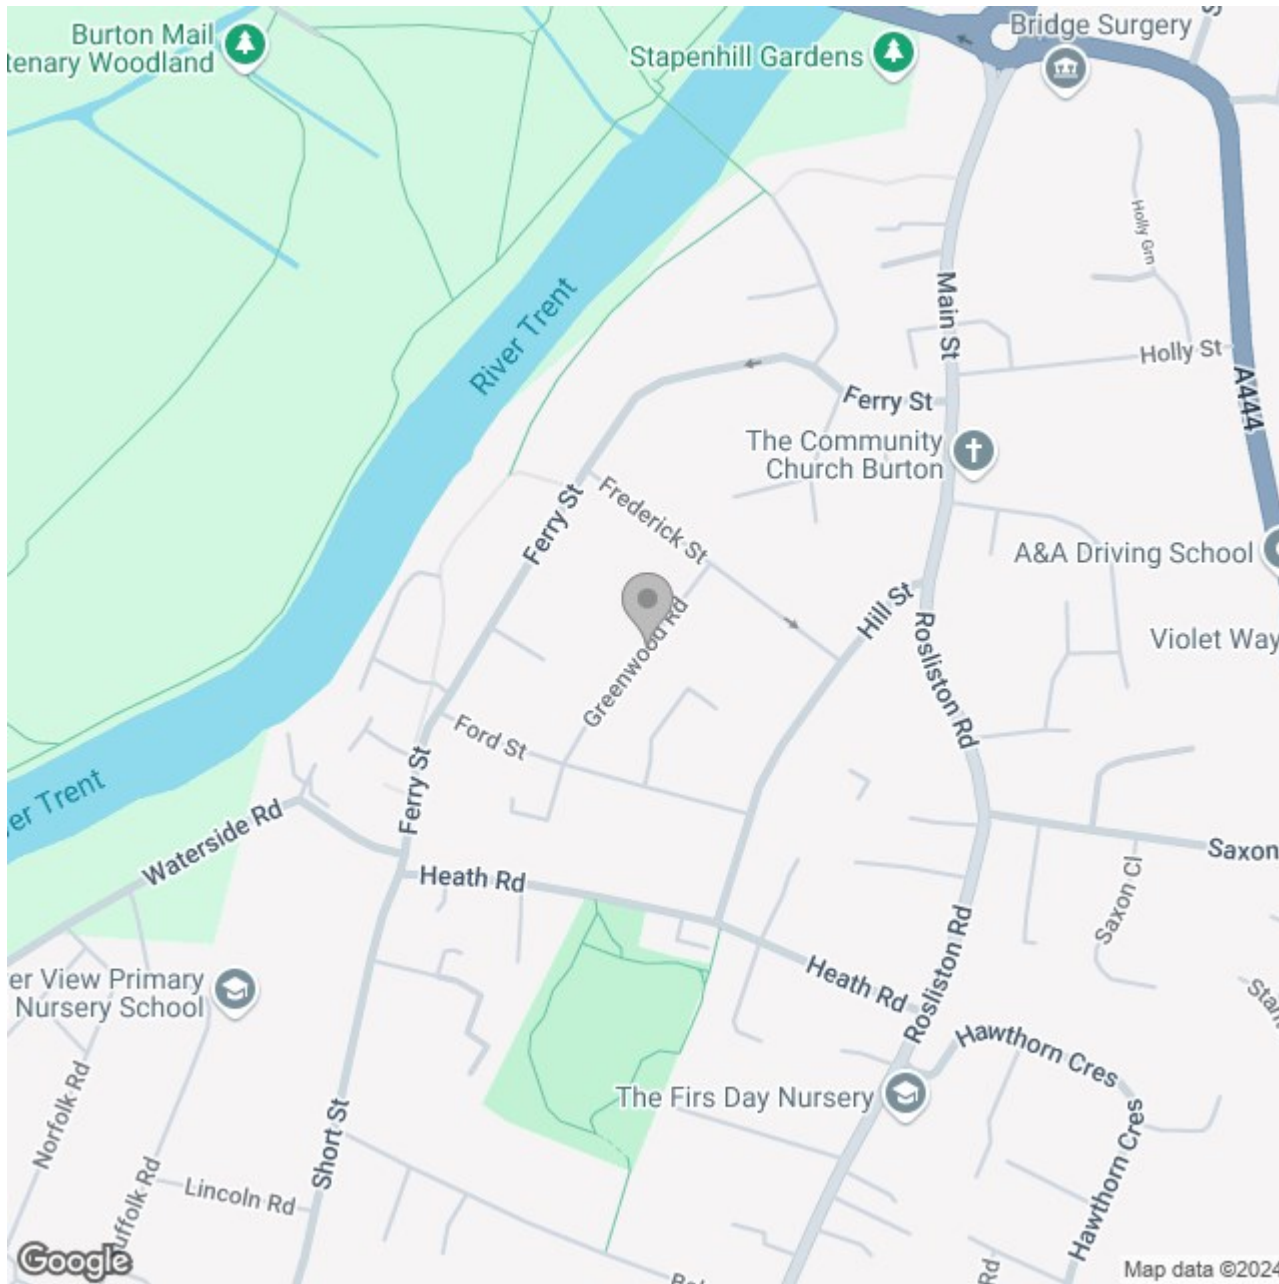 Burton Mail
tenary Woodland
Stapenhill Gardens
Bridge Surgery
Holly Grn
River Trent
Main St
Holly St
A444
Ferry St
The Community
Church Burton
Frederick St
Ferry St
A&A Driving School
Hill St
Greenwood Rd
Rosliston Rd
Violet Way
Ford St
Ferry St
er Trent
Waterside Rd
Heath Rd
Saxon
Saxon Cl
Rosliston Rd
Heath Rd
er View Primary
Nursery School
Hawthorn Cres
The Firs Day Nursery
Norfolk Rd
Short St
Hawthorn Cres
uffolk Rd
Lincoln Rd
Rd
Google
Map data ©2024